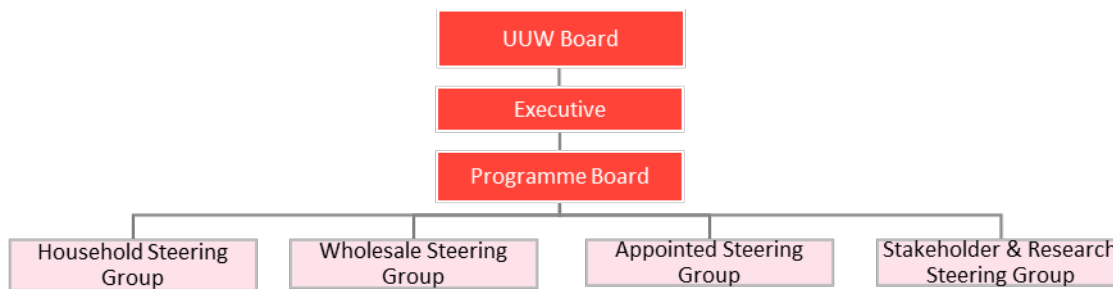 UUW Board
Executive
Programme Board
Household Steering
Group
Wholesale Steering
Group
Appointed Steering
Group
Stakeholder & Research
Steering Group